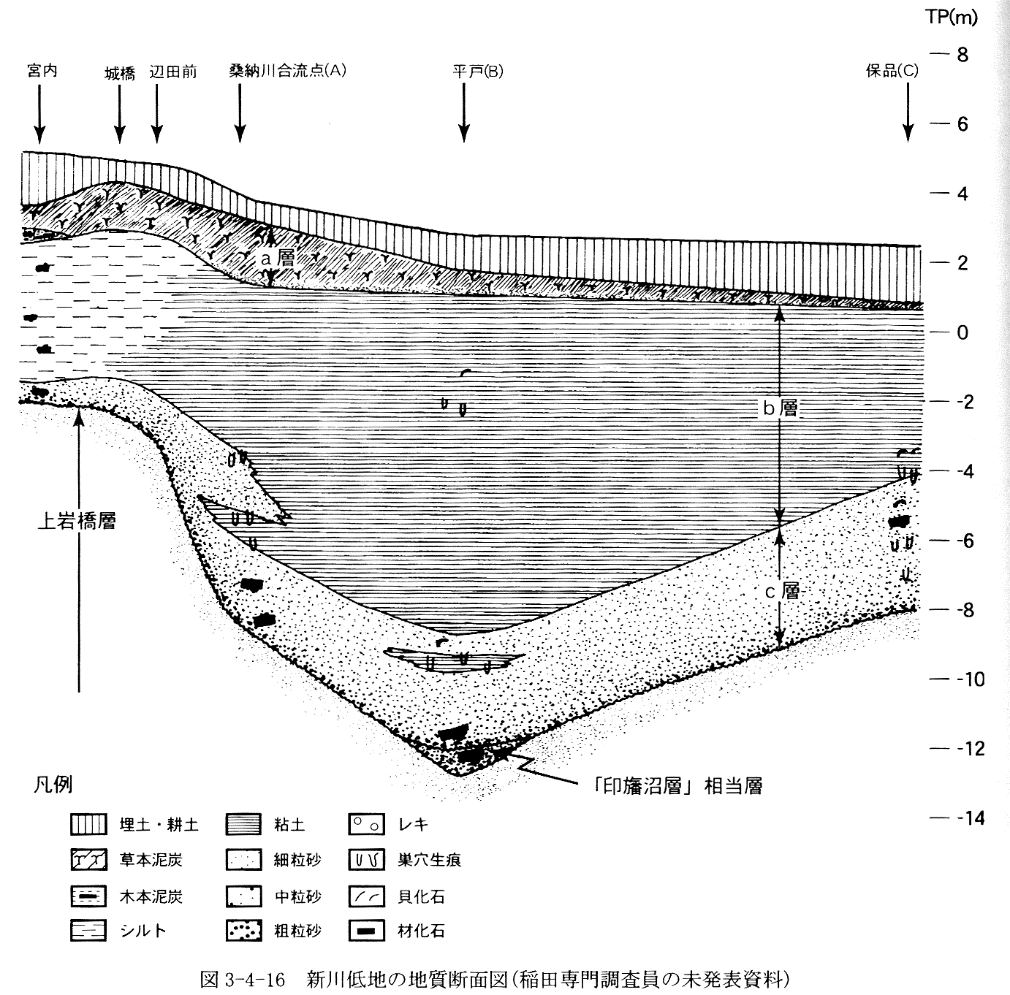 TP(m)
宮内
城橋
辺田前
桑納川合流点(A)
平戸(B)
保品(C)
8
6
4
2
0
-2
-4
-6
-8
-10
-12
-14
a層
b層
c層
上岩橋層
「印旛沼層」相当層
凡例
埋土・耕土
粘土
レキ
草本泥炭
細粒砂
巣穴生痕
木本泥炭
中粒砂
貝化石
シルト
粗粒砂
材化石
図3-4-16 新川低地の地質断面図(稲田専門調査員の未発表資料)